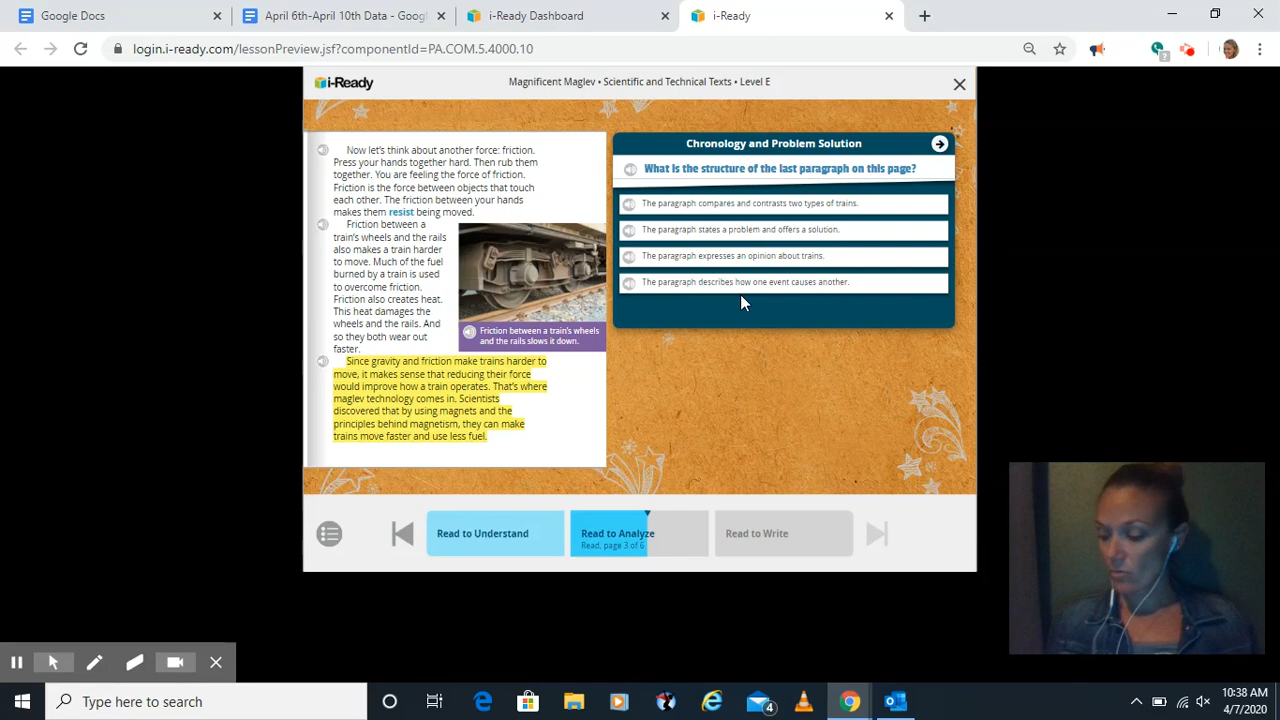 Google Docs
April 6th-April 10th Data - Goog
i-Ready Dashboard
i-Ready
login.i-ready.com/lessonPreview.jsf?componentId=PA.COM.5.4000.10
i-Ready
Magnificent Maglev • Scientific and Technical Texts • Level E
Now let's think about another force: friction.
Press your hands together hard. Then rub them
together. You are feeling the force of friction.
Friction is the force between objects that touch
each other. The friction between your hands
makes them resist being moved.
Friction between a
train's wheels and the rails
also makes a train harder
to move. Much of the fuel
burned by a train is used
to overcome friction.
Friction also creates heat.
This heat damages the
wheels and the rails. And
so they both wear out
faster.
Friction between a train's wheels
and the rails slows it down.
Since gravity and friction make trains harder to
move, it makes sense that reducing their force
would improve how a train operates. That's where
maglev technology comes in. Scientists
discovered that by using magnets and the
principles behind magnetism, they can make
trains move faster and use less fuel.
Chronology and Problem Solution
What is the structure of the last paragraph on this page?
The paragraph compares and contrasts two types of trains.
The paragraph states a problem and offers a solution.
The paragraph expresses an opinion about trains.
The paragraph describes how one event causes another.
Read to Understand
Read to Analyze
Read, page 3 of 6
Read to Write
Type here to search
4
10:38 AM
4/7/2020